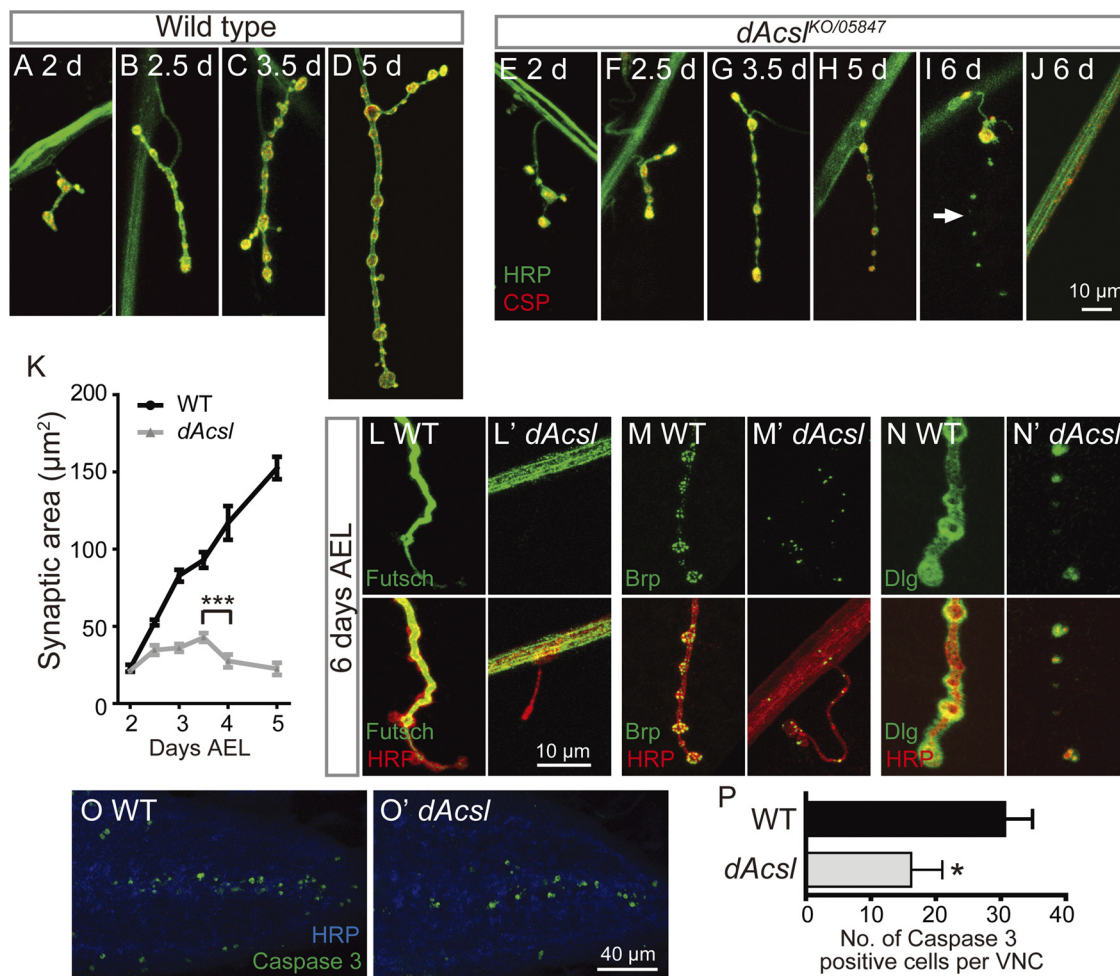 Wild type
dAcsl^KO/05847
A 2 d
B 2.5 d
C 3.5 d
D 5 d
E 2 d
F 2.5 d
G 3.5 d
H 5 d
I 6 d
J 6 d
HRP
CSP
10 µm
K
200
150
100
50
0
Synaptic area (µm²)
WT
dAcsl
***
2
3
4
5
Days AEL
6 days AEL
L WT
L' dAcsl
M WT
M' dAcsl
N WT
N' dAcsl
Futsch
Brp
Dlg
Futsch
HRP
10 µm
Brp
HRP
Dlg
HRP
O WT
O' dAcsl
HRP
Caspase 3
40 µm
P
WT
dAcsl
*
0
10
20
30
40
No. of Caspase 3
positive cells per VNC